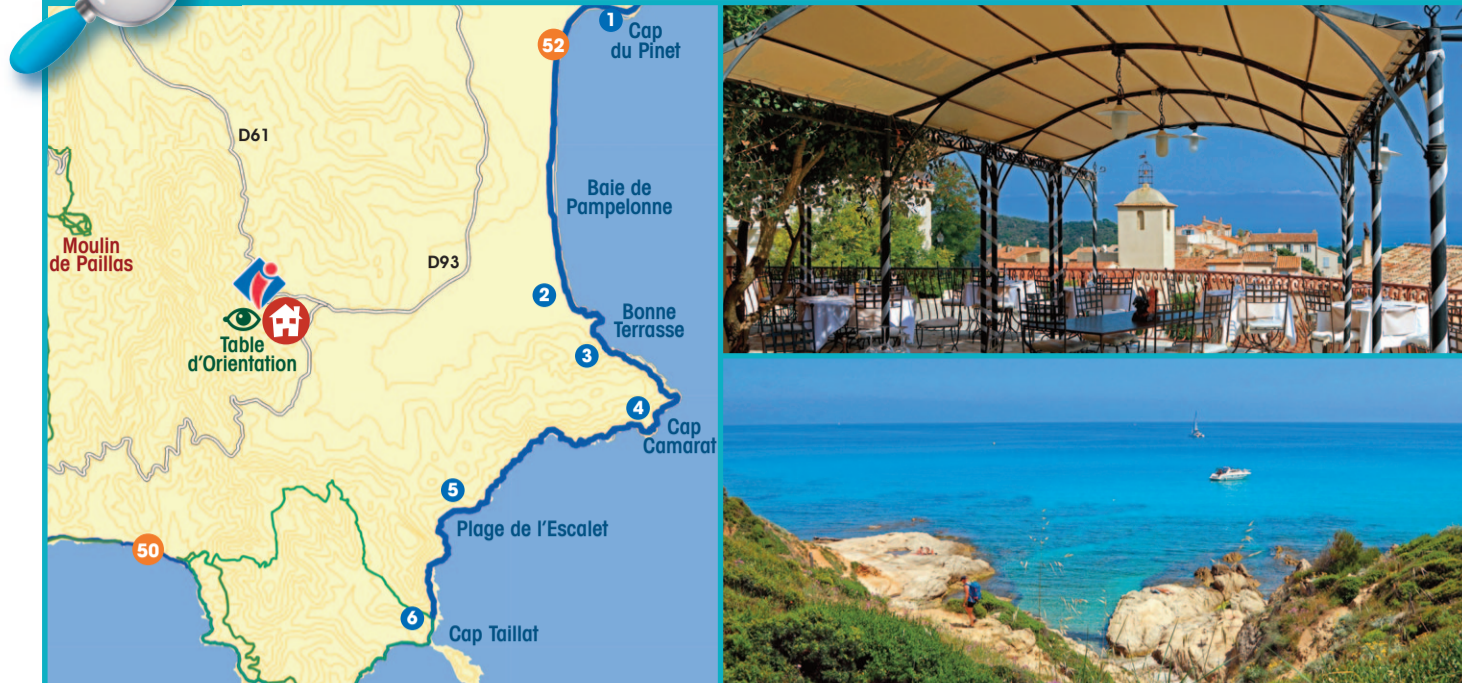 1
Cap
du Pinet
52
D61
Baie de
Pampelonne
Moulin
de Paillas
D93
2
Bonne
Terrasse
Table
d'Orientation
3
4
Cap
Camarat
5
Plage de l'Escalet
50
6
Cap Taillat